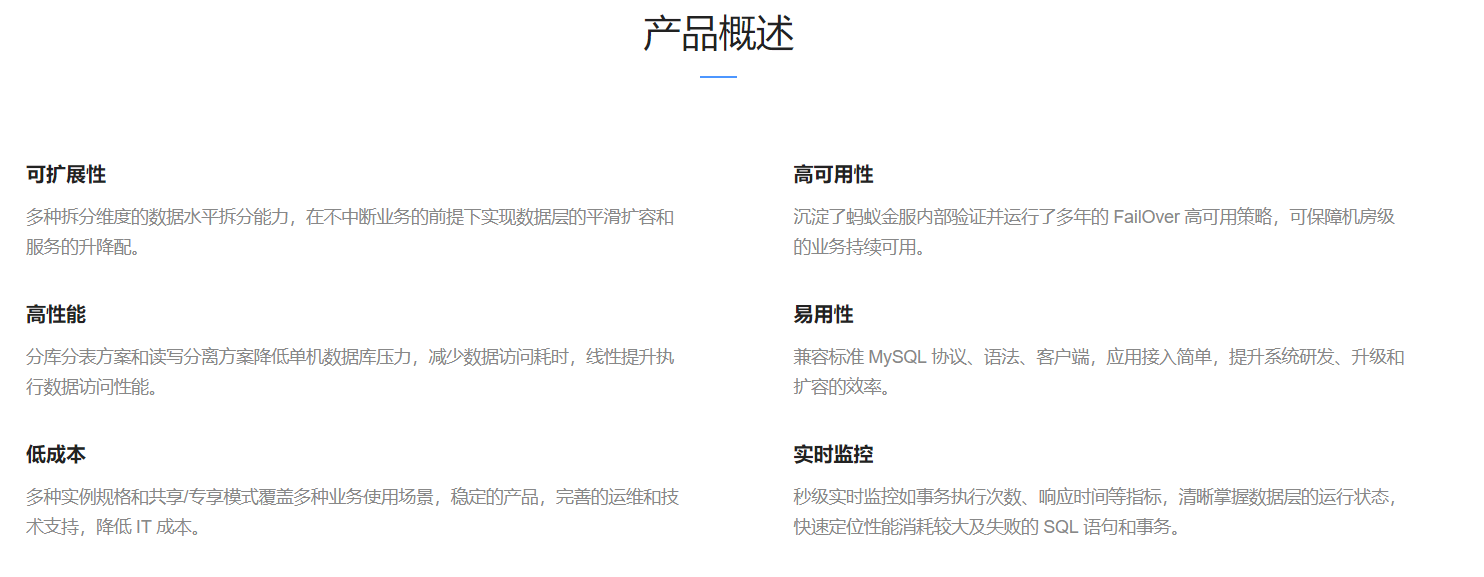 产品概述
可扩展性
多种拆分维度的数据水平拆分能力，在不中断业务的前提下实现数据层的平滑扩容和
服务的升降配。
高可用性
沉淀了蚂蚁金服内部验证并运行了多年的 FailOver 高可用策略，可保障机房级
的业务持续可用。
高性能
分库分表方案和读写分离方案降低单机数据库压力，减少数据访问耗时，线性提升执
行数据访问性能。
易用性
兼容标准 MySQL 协议、语法、客户端，应用接入简单，提升系统研发、升级和
扩容的效率。
低成本
多种实例规格和共享/专享模式覆盖多种业务使用场景，稳定的产品，完善的运维和技
术支持，降低 IT 成本。
实时监控
秒级实时监控如事务执行次数、响应时间等指标，清晰掌握数据层的运行状态，
快速定位性能消耗较大及失败的 SQL 语句和事务。